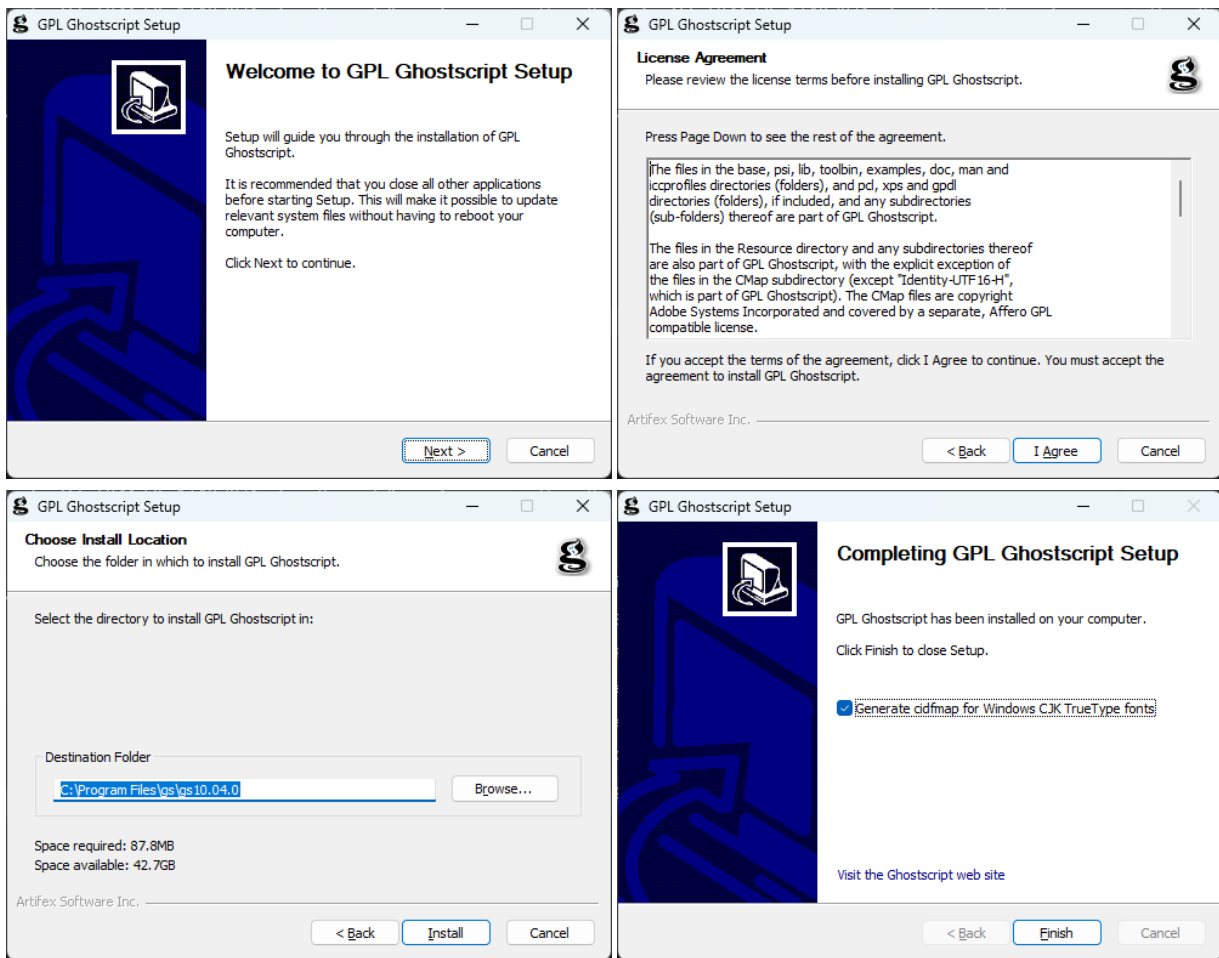 GPL Ghostscript Setup
Welcome to GPL Ghostscript Setup
Setup will guide you through the installation of GPL
Ghostscript.
It is recommended that you close all other applications
before starting Setup. This will make it possible to update
relevant system files without having to reboot your
computer.
Click Next to continue.
Next >
Cancel
GPL Ghostscript Setup
License Agreement
Please review the license terms before installing GPL Ghostscript.
Press Page Down to see the rest of the agreement.
The files in the base, psi, lib, toolbin, examples, doc, man and
iccprofiles directories (folders), and pcl, xps and gpdl
directories (folders), if included, and any subdirectories
(sub-folders) thereof are part of GPL Ghostscript.
The files in the Resource directory and any subdirectories thereof
are also part of GPL Ghostscript, with the explicit exception of
the files in the CMap subdirectory (except "Identity-UTF16-H",
which is part of GPL Ghostscript). The CMap files are copyright
Adobe Systems Incorporated and covered by a separate, Affero GPL
compatible license.
If you accept the terms of the agreement, click I Agree to continue. You must accept the
agreement to install GPL Ghostscript.
Artifex Software Inc.
< Back
I Agree
Cancel
GPL Ghostscript Setup
Choose Install Location
Choose the folder in which to install GPL Ghostscript.
Select the directory to install GPL Ghostscript in:
Destination Folder
C:\Program Files\gs\gs10.04.0
Browse...
Space required: 87.8MB
Space available: 42.7GB
Artifex Software Inc.
< Back
Install
Cancel
GPL Ghostscript Setup
Completing GPL Ghostscript Setup
GPL Ghostscript has been installed on your computer.
Click Finish to close Setup.
Generate cidfmap for Windows CJK TrueType fonts
Visit the Ghostscript web site
< Back
Finish
Cancel